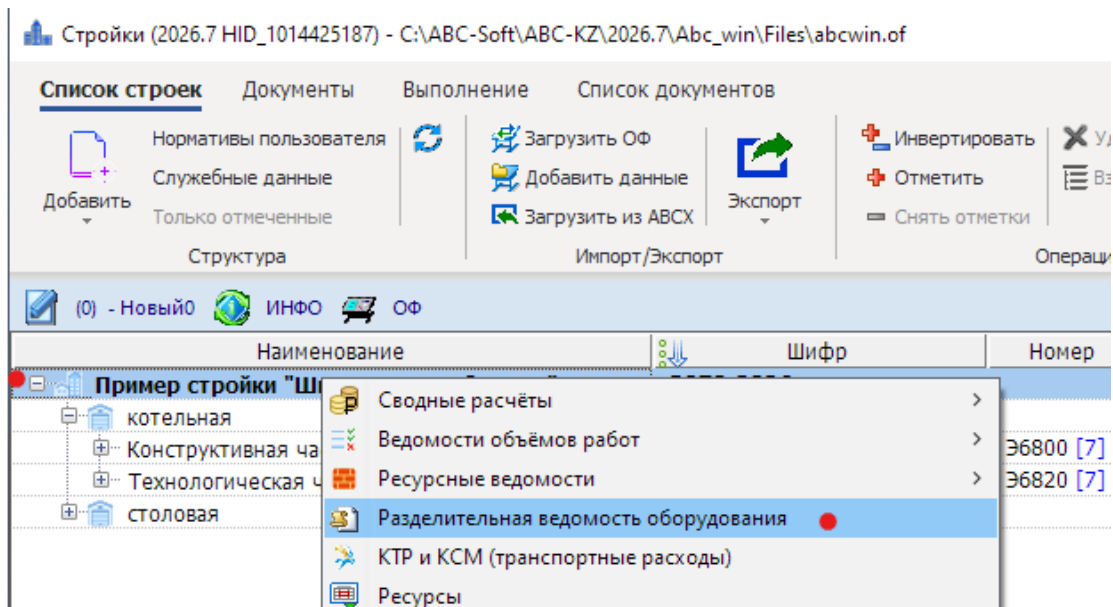 Стройки (2026.7 HID_1014425187) - C:\ABC-Soft\ABC-KZ\2026.7\Abc_win\Files\abcwin.of
Список строек Документы Выполнение Список документов
Нормативы пользователя Загрузить ОФ Инвертировать
Служебные данные Добавить данные Отметить
Добавить Только отмеченные Загрузить из ABCX Экспорт Снять отметки
Структура Импорт/Экспорт Операци
(0) - Новый0 ИНФО ОФ
Наименование Шифр Номер
Пример стройки
Сводные расчёты
котельная
Ведомости объёмов работ
Конструктивная ча Э6800 [7]
Ресурсные ведомости
Технологическая ч Э6820 [7]
столовая Разделительная ведомость оборудования
КТР и КСМ (транспортные расходы)
Ресурсы